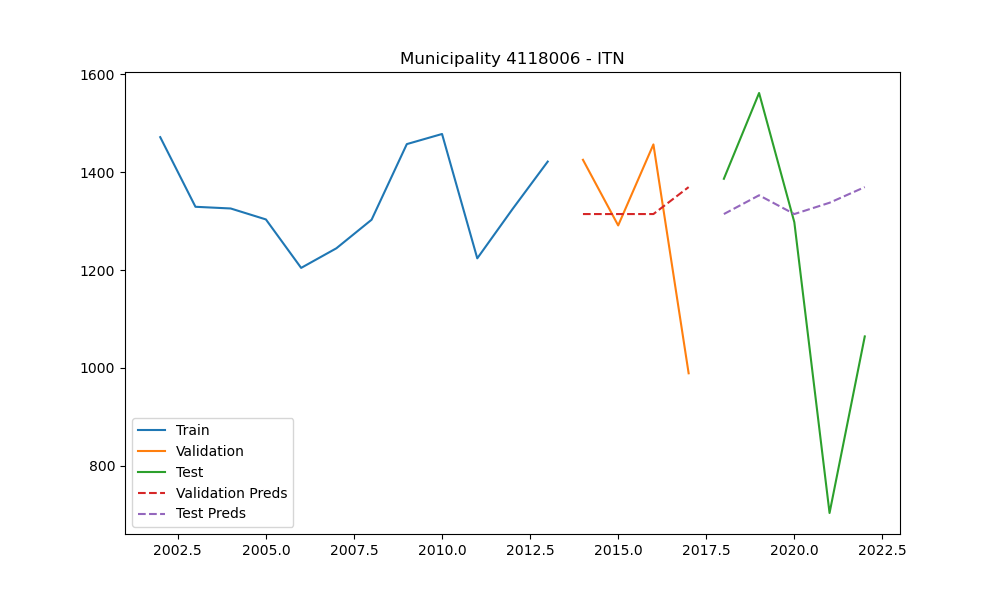 Municipality 4118006 - ITN
1600
1400
1200
1000
800
Train
Validation
Test
Validation Preds
Test Preds
2002.5 2005.0 2007.5 2010.0 2012.5 2015.0 2017.5 2020.0 2022.5